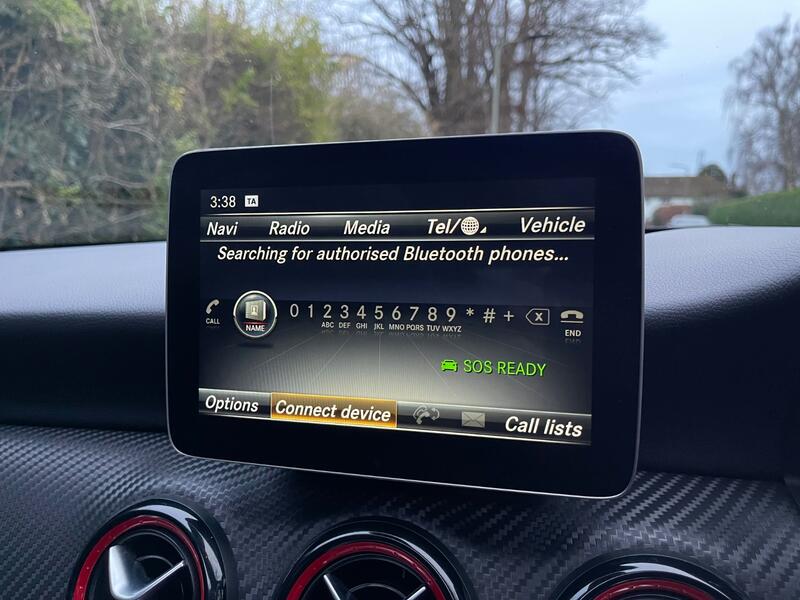 3:38 TA
Navi Radio Media Tel/ Vehicle
Searching for authorised Bluetooth phones...
0 1 2 3 4 5 6 7 8 9 * # +
CALL NAME ABC DEF GHI JKL MNO PQRS TUV WXYZ END
SOS READY
Options Connect device Call lists